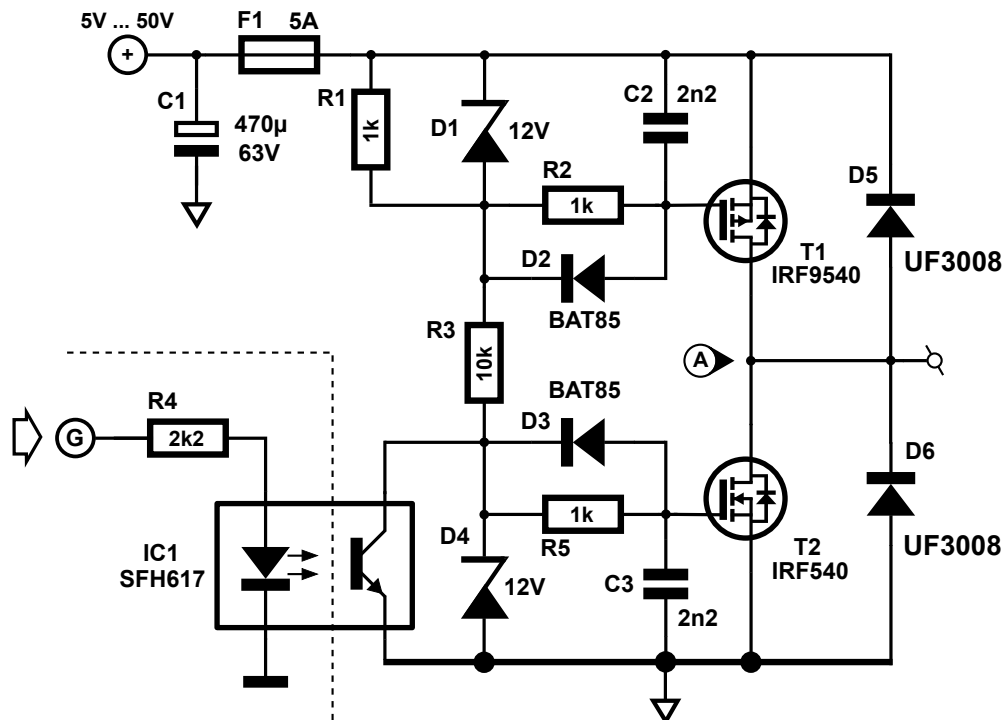 5V ... 50V
F1
5A
+
C1
470µ
63V
R1
1k
D1
12V
C2
2n2
R2
1k
D5
UF3008
T1
IRF9540
D2
BAT85
R3
10k
A
BAT85
D3
R4
2k2
G
D6
UF3008
IC1
SFH617
D4
12V
1k
R5
T2
IRF540
C3
2n2